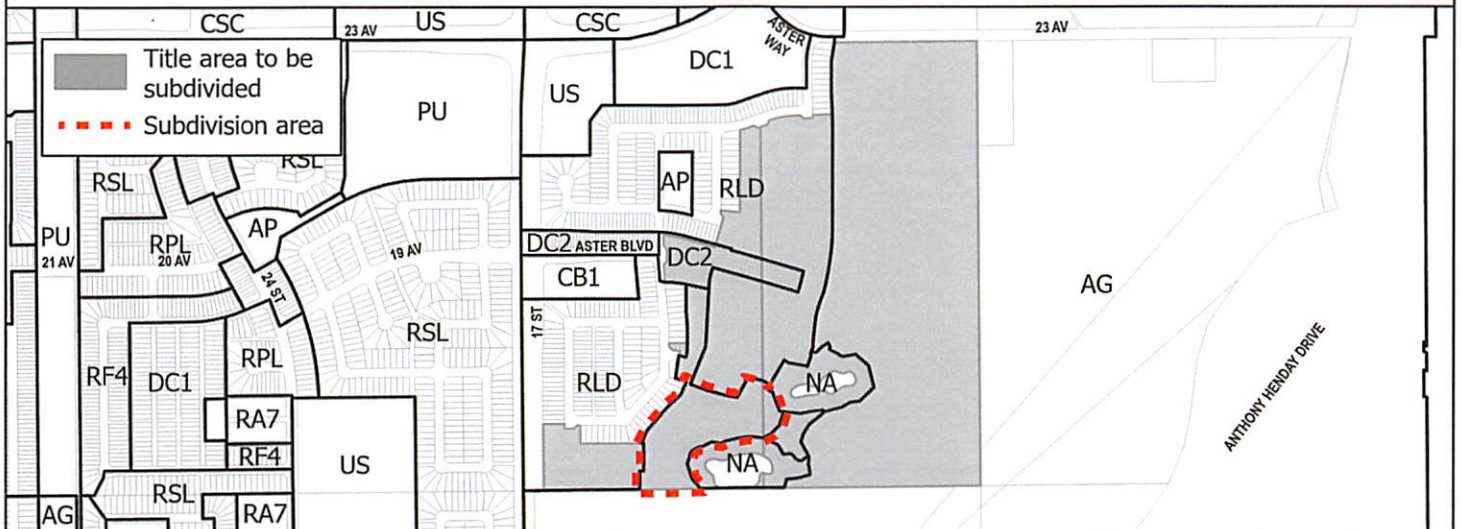 CSC
23 AV
US
CSC
ASTER
WAY
23 AV
Title area to be
subdivided
Subdivision area
PU
US
DC1
RSL
RSL
AP
RLD
PU
21 AV
RPL
20 AV
AP
19 AV
DC2 ASTER BLVD
DC2
24 ST
CB1
AG
17 ST
RSL
RF4
DC1
RPL
RLD
NA
ANTHONY HENDAY DRIVE
RA7
RF4
US
NA
RSL
AG
RA7